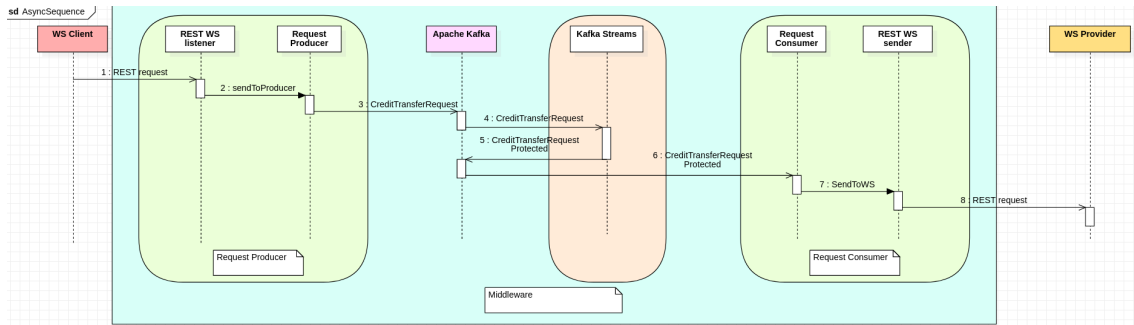 sd AsyncSequence
WS Client
REST WS
listener
Request
Producer
Apache Kafka
Kafka Streams
Request
Consumer
REST WS
sender
WS Provider
1 : REST request
2 : sendToProducer
3 : CreditTransferRequest
4 : CreditTransferRequest
5 : CreditTransferRequest
Protected
6 : CreditTransferRequest
Protected
7 : SendToWS
8 : REST request
Request Producer
Request Consumer
Middleware